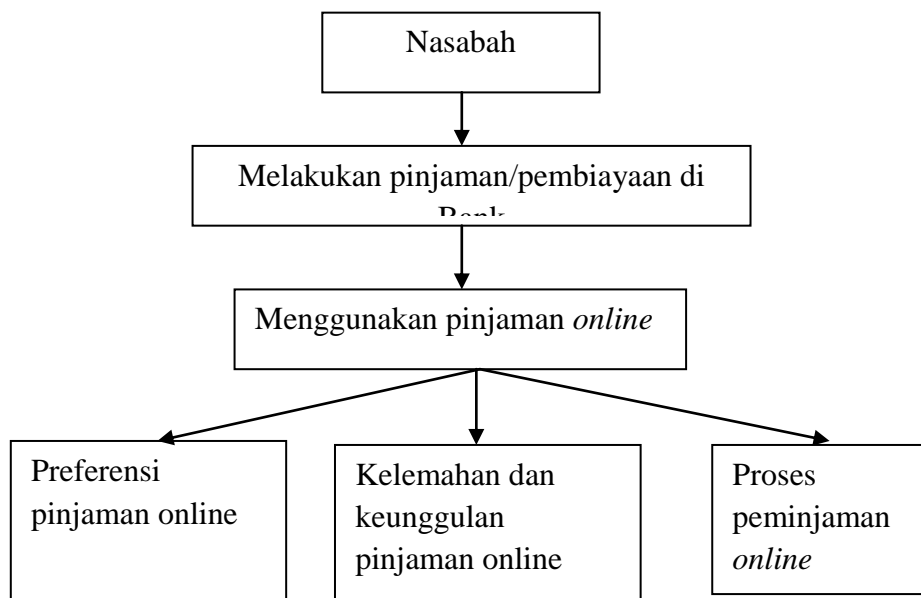 Nasabah
Melakukan pinjaman/pembiayaan di
Bank
Menggunakan pinjaman online
Preferensi
pinjaman online
Kelemahan dan
keunggulan
pinjaman online
Proses
peminjaman
online